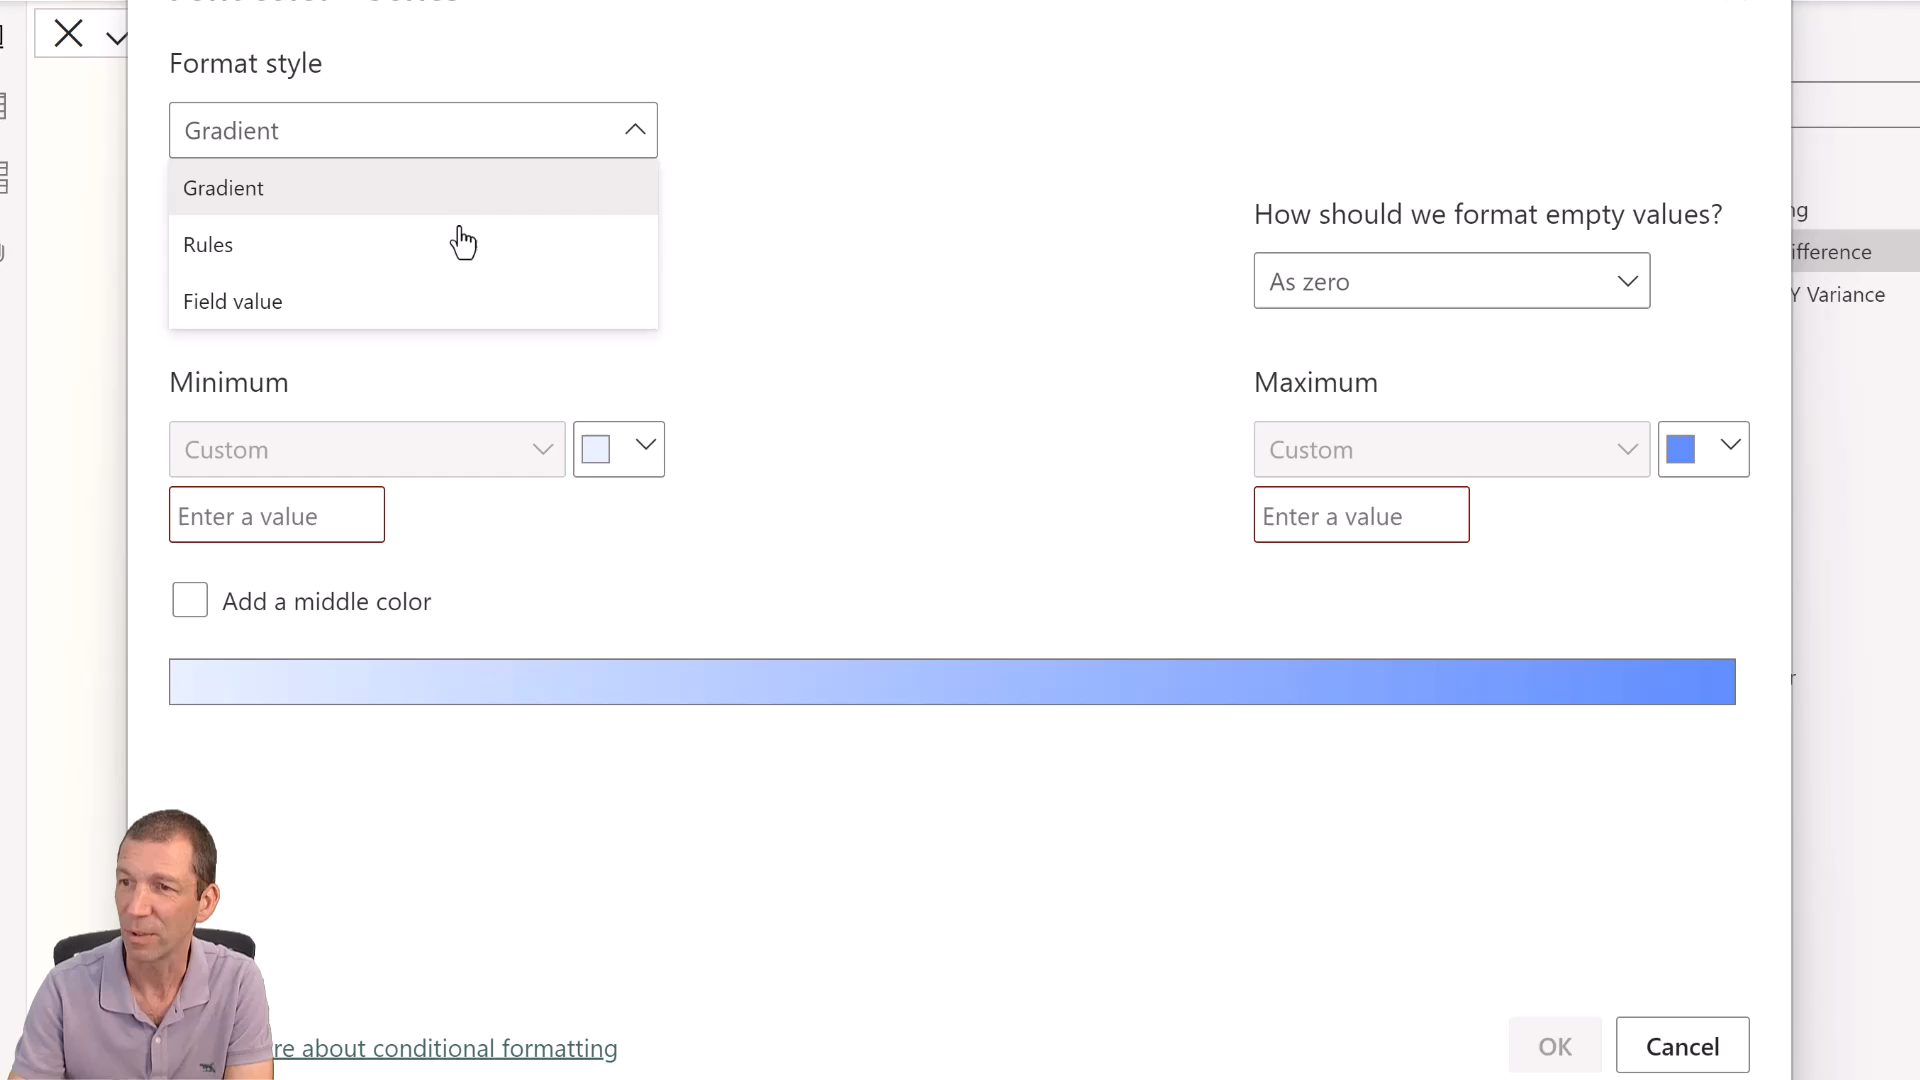 Format style
Gradient
Gradient
Rules
Field value
How should we format empty values?
As zero
ifference
Y Variance
Minimum
Maximum
Custom
Custom
Enter a value
Enter a value
Add a middle color
re about conditional formatting
OK
Cancel